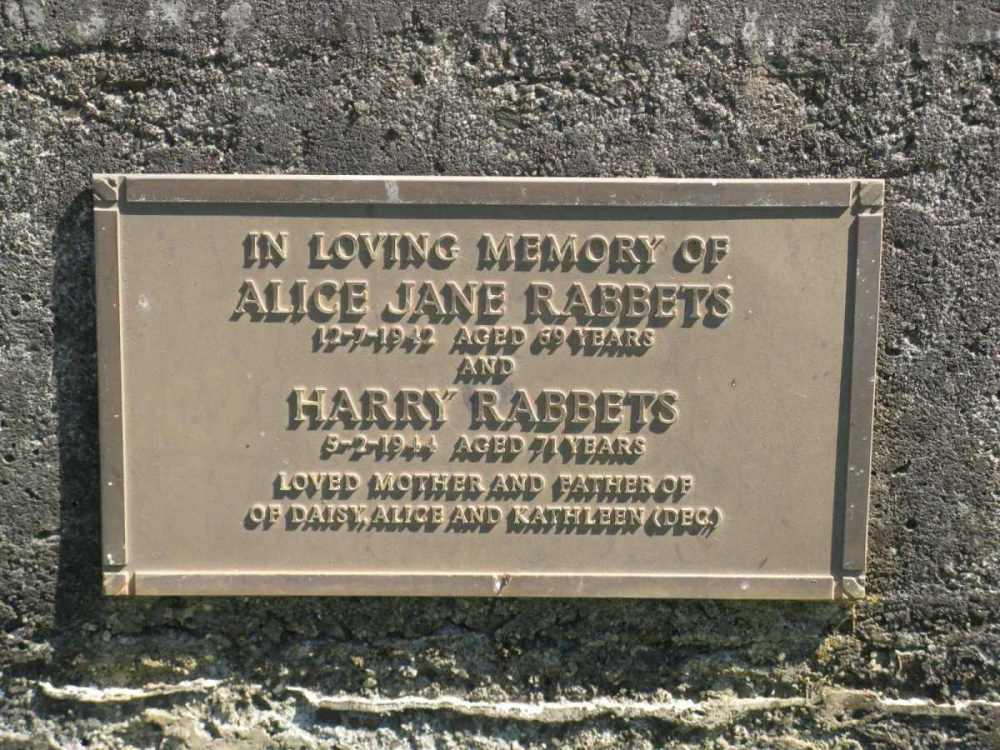 IN LOVING MEMORY OF
ALICE JANE RABBETS
12-7-1942 AGED 69 YEARS
AND
HARRY RABBETS
5-2-1944 AGED 71 YEARS
LOVED MOTHER AND FATHER OF
OF DAISY, ALICE AND KATHLEEN (DEC.)